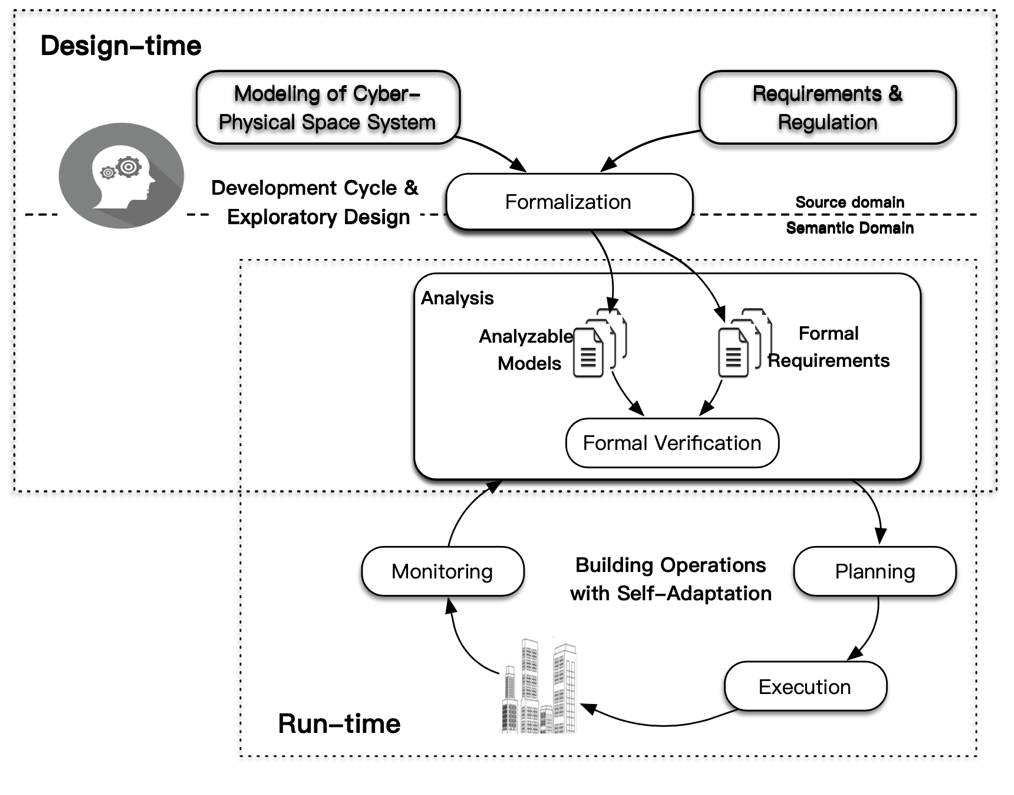 Design-time
Modeling of Cyber-
Physical Space System
Requirements &
Regulation
Development Cycle &
Exploratory Design
Formalization
Source domain
Semantic Domain
Analysis
Analyzable
Models
Formal
Requirements
Formal Verification
Monitoring
Building Operations
with Self-Adaptation
Planning
Execution
Run-time